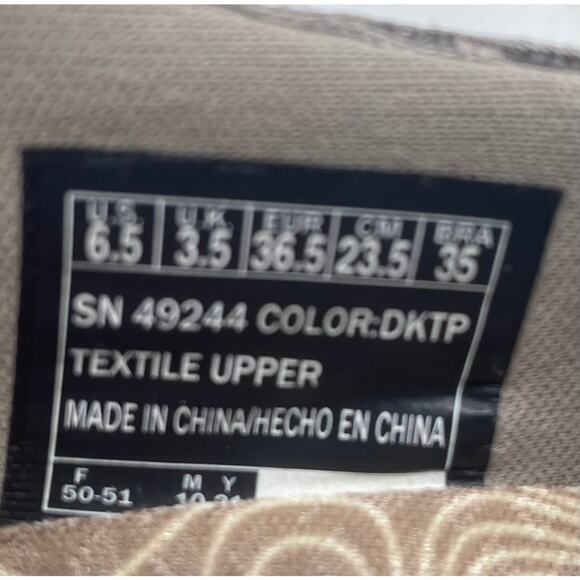 U.S. U.K. EUR CM BRA
6.5 3.5 36.5 23.5 35
SN 49244 COLOR:DKTP
TEXTILE UPPER
MADE IN CHINA/HECHO EN CHINA
F M Y
50-51